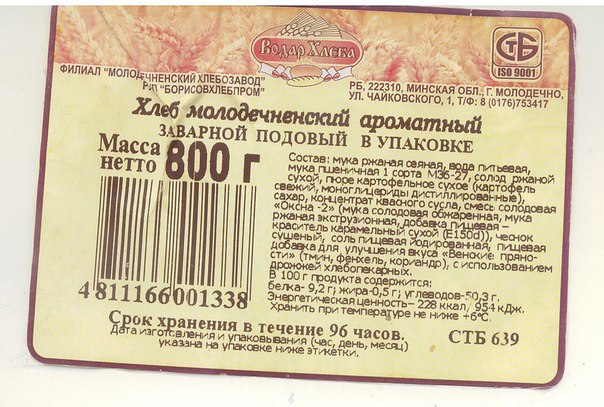 Водар Хлеба
СТБ
ISO 9001
ФИЛИАЛ "МОЛОДЕЧНЕНСКИЙ ХЛЕБОЗАВОД"
РУП "БОРИСОВХЛЕБПРОМ"
РБ, 222310, МИНСКАЯ ОБЛ., Г. МОЛОДЕЧНО,
УЛ. ЧАЙКОВСКОГО, 1, Т/Ф: 8 (0176)753417
Хлеб молодечненский ароматный
ЗАВАРНОЙ ПОДОВЫЙ В УПАКОВКЕ
Масса
нетто 800 г
Состав: мука ржаная сеяная, вода питьевая,
мука пшеничная 1 сорта М36-27, солод ржаной
сухой, пюре картофельное сухое (картофель
свежий, моноглицериды дистиллированные),
сахар, концентрат квасного сусла, смесь солодовая
«Оксна -2» (мука солодовая обжаренная, мука
ржаная экструзионная, добавка пищевая –
краситель карамельный сухой (E150d)), чеснок
сушеный, соль пищевая йодированная, пищевая
добавка для улучшения вкуса «Венские пряно-
сти» (тмин, фенхель, кориандр), с использованием
дрожжей хлебопекарных.
В 100 г продукта содержится:
белка- 9,2 г; жира-0,5 г; углеводов-50,3 г.
Энергетическая ценность– 228 ккал/ 954 кДж.
Хранить при температуре не ниже +6°С.
4 811166 001338
Срок хранения в течение 96 часов.
СТБ 639
Дата изготовления и упаковывания (час, день, месяц)
указана на упаковке ниже этикетки.